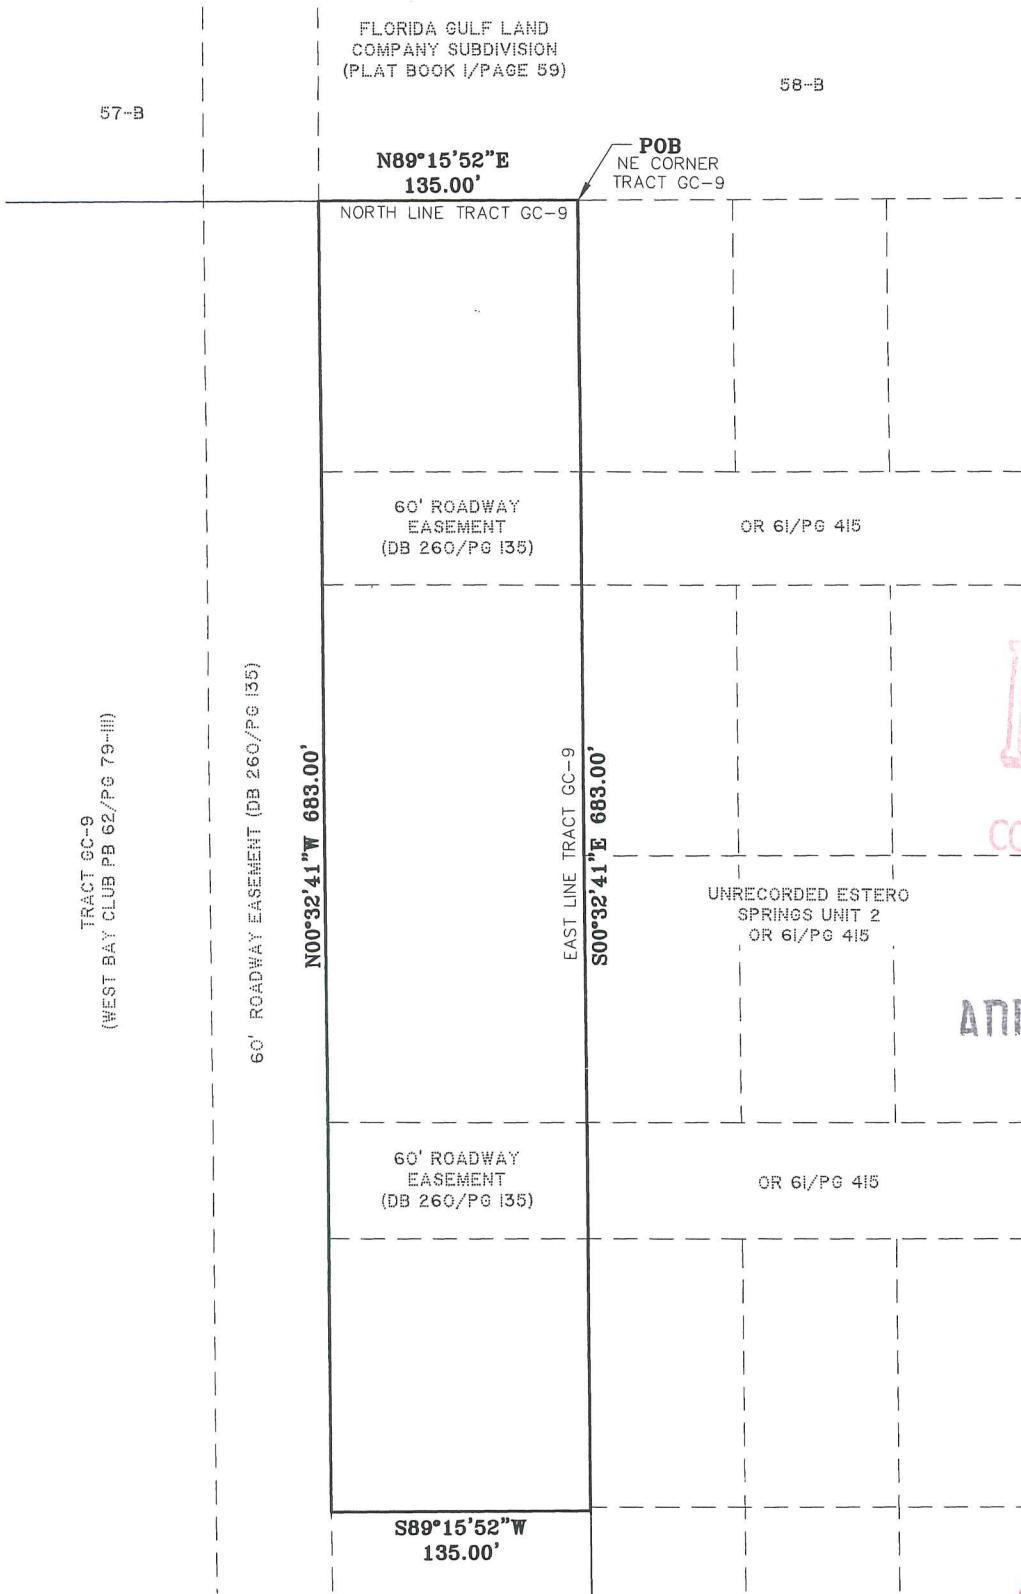 FLORIDA GULF LAND
COMPANY SUBDIVISION
(PLAT BOOK 1/PAGE 59)
57-B
58-B
N89°15'52"E
135.00'
POB
NE CORNER
TRACT GC-9
NORTH LINE TRACT GC-9
60' ROADWAY
EASEMENT
(DB 260/PG 135)
OR 61/PG 415
TRACT GC-9
(WEST BAY CLUB PB 62/PG 79-111)
60' ROADWAY EASEMENT (DB 260/PG 135)
N00°32'41"W 683.00'
EAST LINE TRACT GC-9
S00°32'41"E 683.00'
UNRECORDED ESTERO
SPRINGS UNIT 2
OR 61/PG 415
60' ROADWAY
EASEMENT
(DB 260/PG 135)
OR 61/PG 415
S89°15'52"W
135.00'